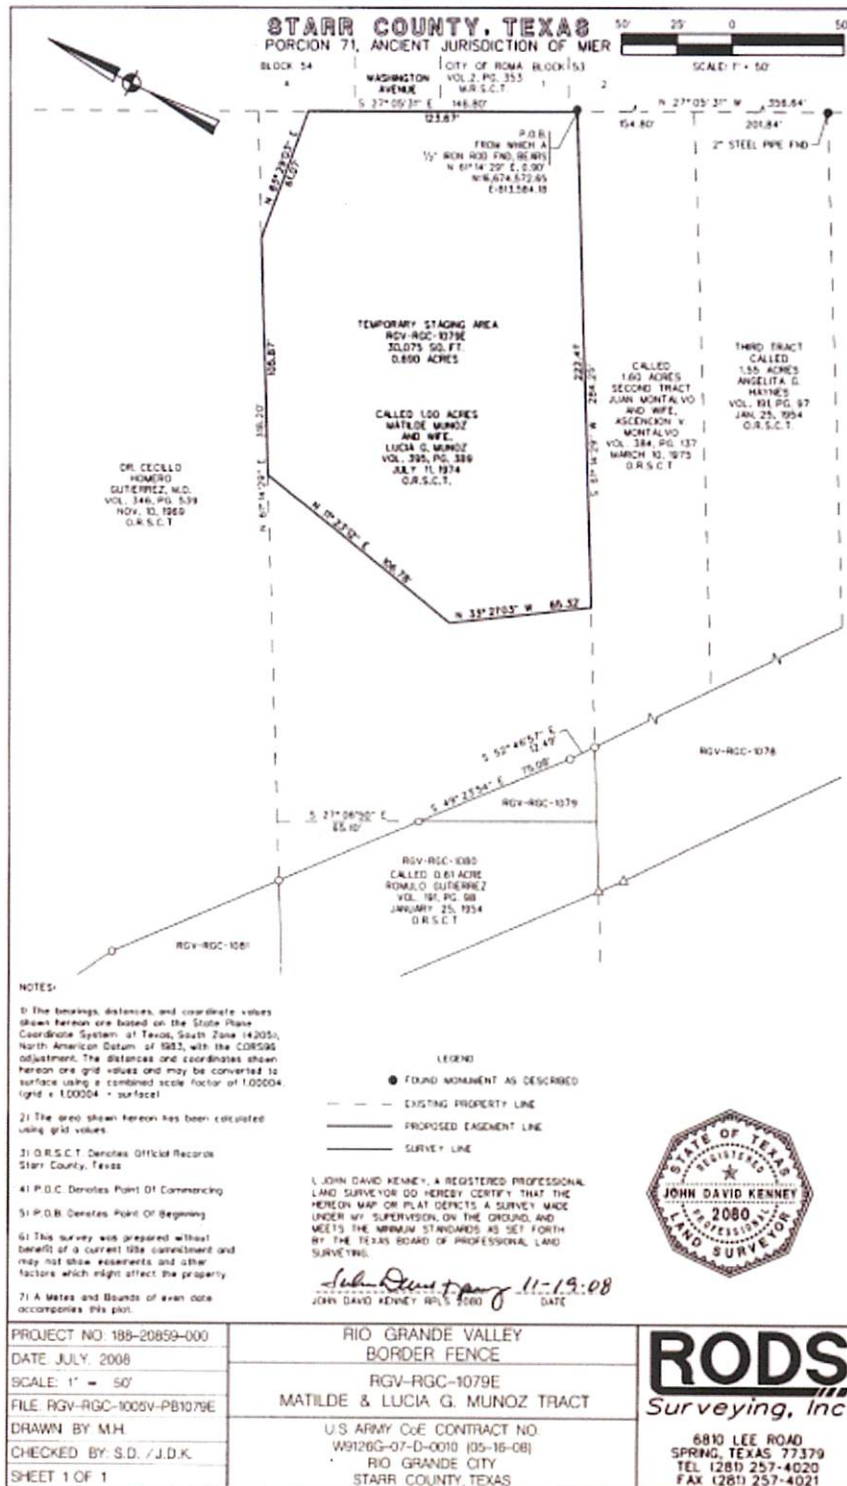 STARR COUNTY, TEXAS
PORCION 71, ANCIENT JURISDICTION OF MIER
50' 25' 0 50'
SCALE: 1" = 50'
BLOCK 54
4
WASHINGTON
AVENUE
CITY OF ROMA
VOL. 2, PG. 353
M.R.S.C.T.
BLOCK 53
1
2
S 27°05'31" E 146.80'
123.67'
N 27°05'31" W 356.64'
154.80'
201.84'
P.O.B.
FROM WHICH A
1/2" IRON ROD FND. BEARS
N 61°14'29" E, 0.90'
N=16,674,572.65
E=813,584.18
2" STEEL PIPE FND
N 85°29'03" E
TEMPORARY STAGING AREA
RGV-RGC-1079E
30,075 SQ. FT.
0.690 ACRES
CALLED 1.00 ACRES
MATILDE MUNOZ
AND WIFE,
LUCIA G. MUNOZ
VOL. 395, PG. 389
JULY 11, 1974
O.R.S.C.T.
222.41'
S 61°14'29" W 284.25'
CALLED
1.60 ACRES
SECOND TRACT
JUAN MONTALVO
AND WIFE,
ASCENCION V.
MONTALVO
VOL. 384, PG. 137
MARCH 10, 1975
O.R.S.C.T
THIRD TRACT
CALLED
1.55 ACRES
ANGELITA G.
HAYNES
VOL. 191, PG. 97
JAN. 25, 1954
O.R.S.C.T.
DR. CECILLO
HOMERO
GUTIERREZ, M.D.
VOL. 346, PG. 539
NOV. 10, 1969
O.R.S.C.T
N 61°14'29" E 316.20'
N 11°23'12" E 106.78'
N 33°21'03" W 65.32'
S 52°46'57" E
12.49'
S 49°23'54" E 75.09'
S 27°06'50" E
65.10'
RGV-RGC-1078
RGV-RGC-1079
RGV-RGC-1080
CALLED 0.61 ACRE
ROMULO GUTIERREZ
VOL. 191, PG. 98
JANUARY 25, 1954
O.R.S.C.T
RGV-RGC-1081
NOTES:
1) The bearings, distances, and coordinate values
shown hereon are based on the State Plane
Coordinate System of Texas, South Zone (4205),
North American Datum of 1983, with the CORS96
adjustment. The distances and coordinates shown
hereon are grid values and may be converted to
surface using a combined scale factor of 1.00004.
(grid x 1.00004 = surface)
2) The area shown hereon has been calculated
using grid values.
3) O.R.S.C.T. Denotes Official Records
Starr County, Texas
4) P.O.C. Denotes Point Of Commencing
5) P.O.B. Denotes Point Of Beginning
6) This survey was prepared without
benefit of a current title commitment and
may not show easements and other
factors which might affect the property.
7) A Metes and Bounds of even date
accompanies this plat.
LEGEND
FOUND MONUMENT AS DESCRIBED
EXISTING PROPERTY LINE
PROPOSED EASEMENT LINE
SURVEY LINE
I, JOHN DAVID KENNEY, A REGISTERED PROFESSIONAL
LAND SURVEYOR DO HEREBY CERTIFY THAT THE
HEREON MAP OR PLAT DEPICTS A SURVEY MADE
UNDER MY SUPERVISION, ON THE GROUND, AND
MEETS THE MINIMUM STANDARDS AS SET FORTH
BY THE TEXAS BOARD OF PROFESSIONAL LAND
SURVEYING.
11-19-08
JOHN DAVID KENNEY RPLS 2080 DATE
STATE OF TEXAS
REGISTERED
JOHN DAVID KENNEY
2080
PROFESSIONAL
LAND SURVEYOR
PROJECT NO: 188-20859-000
DATE: JULY, 2008
SCALE: 1" = 50'
FILE: RGV-RGC-1005V-PB1079E
DRAWN BY: M.H.
CHECKED BY: S.D. / J.D.K.
SHEET 1 OF 1
RIO GRANDE VALLEY
BORDER FENCE
RGV-RGC-1079E
MATILDE & LUCIA G. MUNOZ TRACT
U.S ARMY CoE CONTRACT NO.
W9126G-07-D-0010 (05-16-08)
RIO GRANDE CITY
STARR COUNTY, TEXAS
RODS
Surveying, Inc
6810 LEE ROAD
SPRING, TEXAS 77379
TEL (281) 257-4020
FAX (281) 257-4021